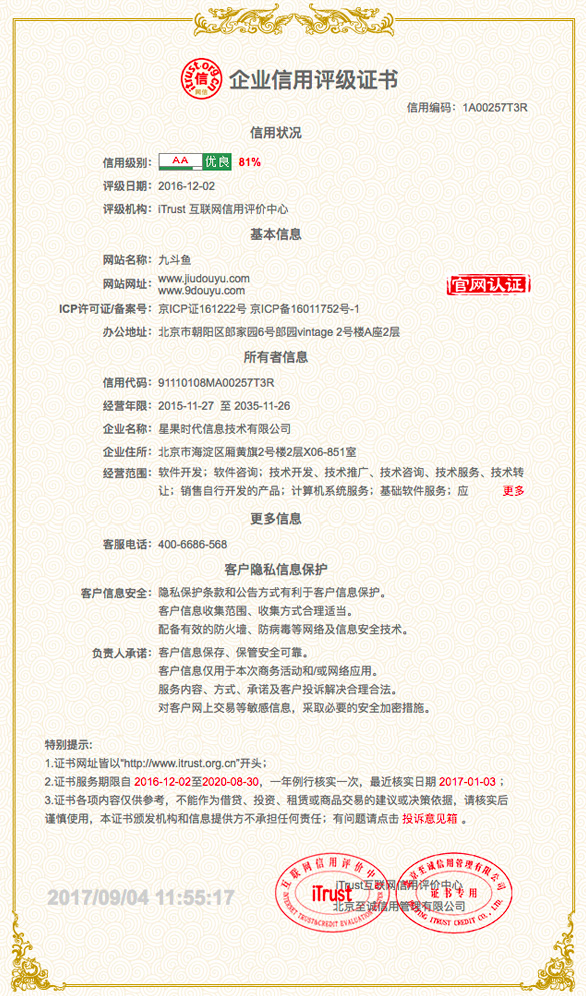 itrust.org.cn
信
网信
企业信用评级证书
信用编码：1A00257T3R
信用状况
信用级别： AA 优良 81%
评级日期：2016-12-02
评级机构：iTrust 互联网信用评价中心
基本信息
网站名称：九斗鱼
网站网址：www.jiudouyu.com
www.9douyu.com
官网认证
ICP许可证/备案号：京ICP证161222号 京ICP备16011752号-1
办公地址：北京市朝阳区郎家园6号郎园vintage 2号楼A座2层
所有者信息
信用代码：91110108MA00257T3R
经营年限：2015-11-27 至 2035-11-26
企业名称：星果时代信息技术有限公司
企业住所：北京市海淀区厢黄旗2号楼2层X06-851室
经营范围：软件开发；软件咨询；技术开发、技术推广、技术咨询、技术服务、技术转
让；销售自行开发的产品；计算机系统服务；基础软件服务；应 更多
更多信息
客服电话：400-6686-568
客户隐私信息保护
客户信息安全：隐私保护条款和公告方式有利于客户信息保护。
客户信息收集范围、收集方式合理适当。
配备有效的防火墙、防病毒等网络及信息安全技术。
负责人承诺：客户信息保存、保管安全可靠。
客户信息仅用于本次商务活动和/或网络应用。
服务内容、方式、承诺及客户投诉解决合理合法。
对客户网上交易等敏感信息，采取必要的安全加密措施。
特别提示：
1.证书网址皆以"http://www.itrust.org.cn"开头；
2.证书服务期限自 2016-12-02至2020-08-30，一年例行核实一次，最近核实日期 2017-01-03 ；
3.证书各项内容仅供参考，不能作为借贷、投资、租赁或商品交易的建议或决策依据，请核实后
谨慎使用，本证书颁发机构和信息提供方不承担任何责任；有问题请点击 投诉意见箱 。
互联网信用评价中心
iTrust
INTERNET TRUST&CREDIT EVALUATION
北京至诚信用管理有限公司
证书专用
ITRUST CREDIT CO., LTD.
iTrust互联网信用评价中心
北京至诚信用管理有限公司
2017/09/04 11:55:17